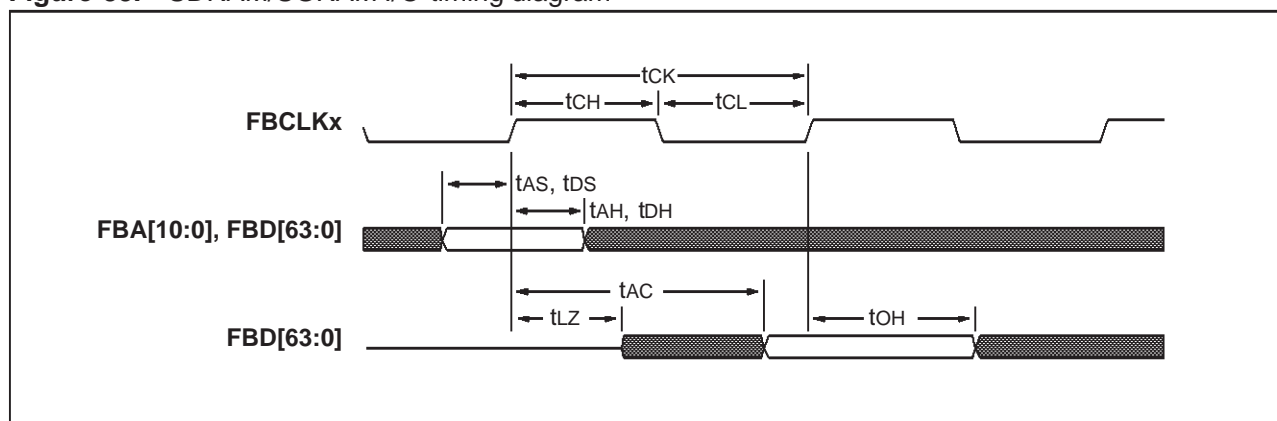 Figure SDRAM/SGRAM I/O timing diagram
tCK
tCH tCL
FBCLKx
tAS, tDS
tAH, tDH
FBA[10:0], FBD[63:0]
tAC
tLZ tOH
FBD[63:0]